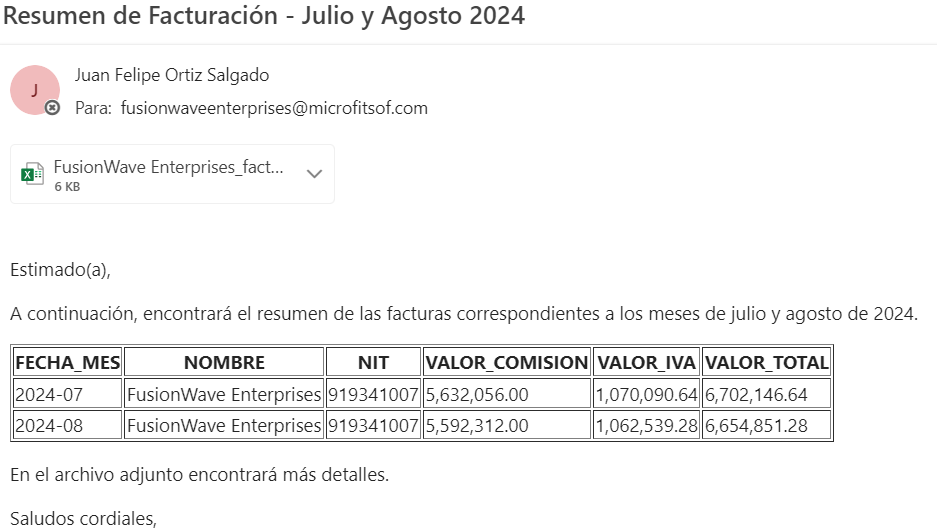 Resumen de Facturación - Julio y Agosto 2024
J
Juan Felipe Ortiz Salgado
Para: fusionwaveenterprises@microfitsof.com
FusionWave Enterprises_fact...
6 KB
Estimado(a),
A continuación, encontrará el resumen de las facturas correspondientes a los meses de julio y agosto de 2024.
FECHA_MES NOMBRE NIT VALOR_COMISION VALOR_IVA VALOR_TOTAL
2024-07 FusionWave Enterprises 919341007 5,632,056.00 1,070,090.64 6,702,146.64
2024-08 FusionWave Enterprises 919341007 5,592,312.00 1,062,539.28 6,654,851.28
En el archivo adjunto encontrará más detalles.
Saludos cordiales,